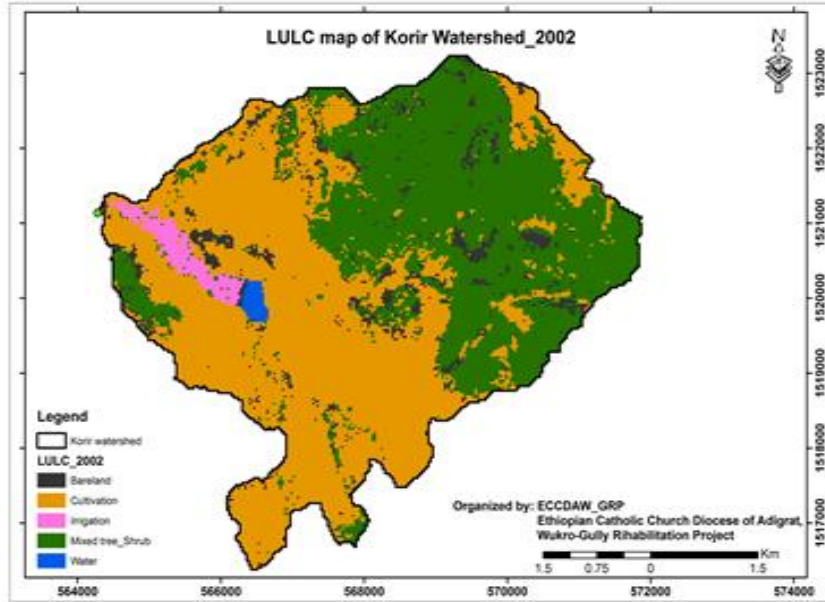 LULC map of Korir Watershed_2002
N
1523000
1522000
1521000
1520000
1519000
1518000
1517000
Legend
Korir watershed
LULC_2002
Bareland
Cultivation
Irrigation
Mixed tree_Shrub
Water
Organized by: ECCDAW_GRP
Ethiopian Catholic Church Diocese of Adigrat,
Wukro-Gully Rihabilitation Project
Km
1.5 0.75 0 1.5
564000 566000 568000 570000 572000 574000